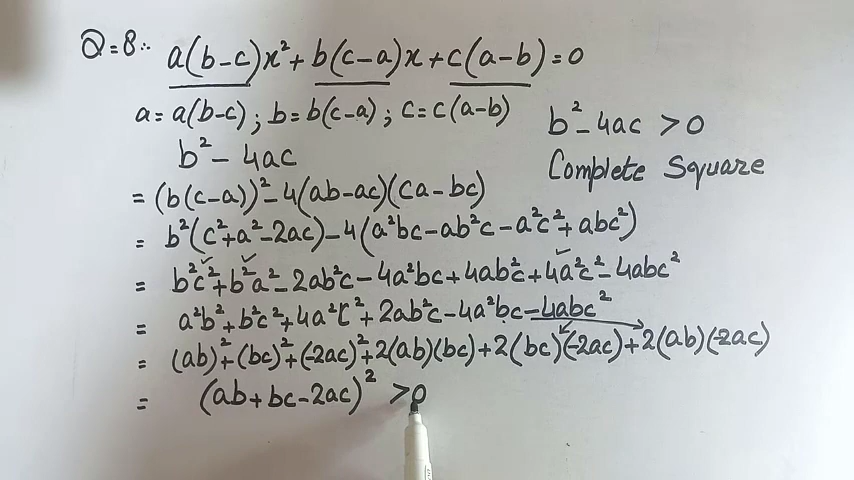 Q=8:- a(b-c)x²+b(c-a)x+c(a-b)=0
a=a(b-c); b=b(c-a); c=c(a-b)
b²-4ac >0
b²-4ac
Complete Square
=(b(c-a))²-4(ab-ac)(ca-bc)
= b²(c²+a²-2ac)-4(a²bc-ab²c-a²c²+abc²)
= b²c²+b²a²-2ab²c-4a²bc+4ab²c+4a²c²-4abc²
= a²b²+b²c²+4a²c²+2ab²c-4a²bc-4abc²
= (ab)²+(bc)²+(-2ac)²+2(ab)(bc)+2(bc)(-2ac)+2(ab)(-2ac)
= (ab+bc-2ac)² >0